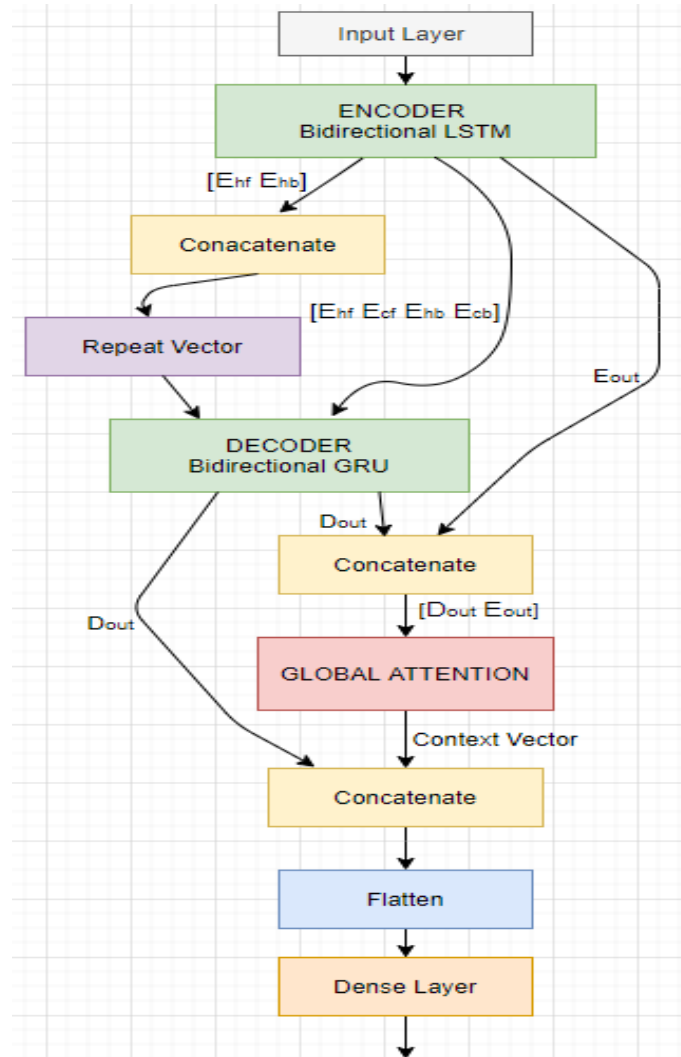 Input Layer
ENCODER
Bidirectional LSTM
[Ehf Ehb]
Conacatenate
[Ehf Ecf Ehb Ecb]
Repeat Vector
Eout
DECODER
Bidirectional GRU
Dout
Concatenate
[Dout Eout]
Dout
GLOBAL ATTENTION
Context Vector
Concatenate
Flatten
Dense Layer